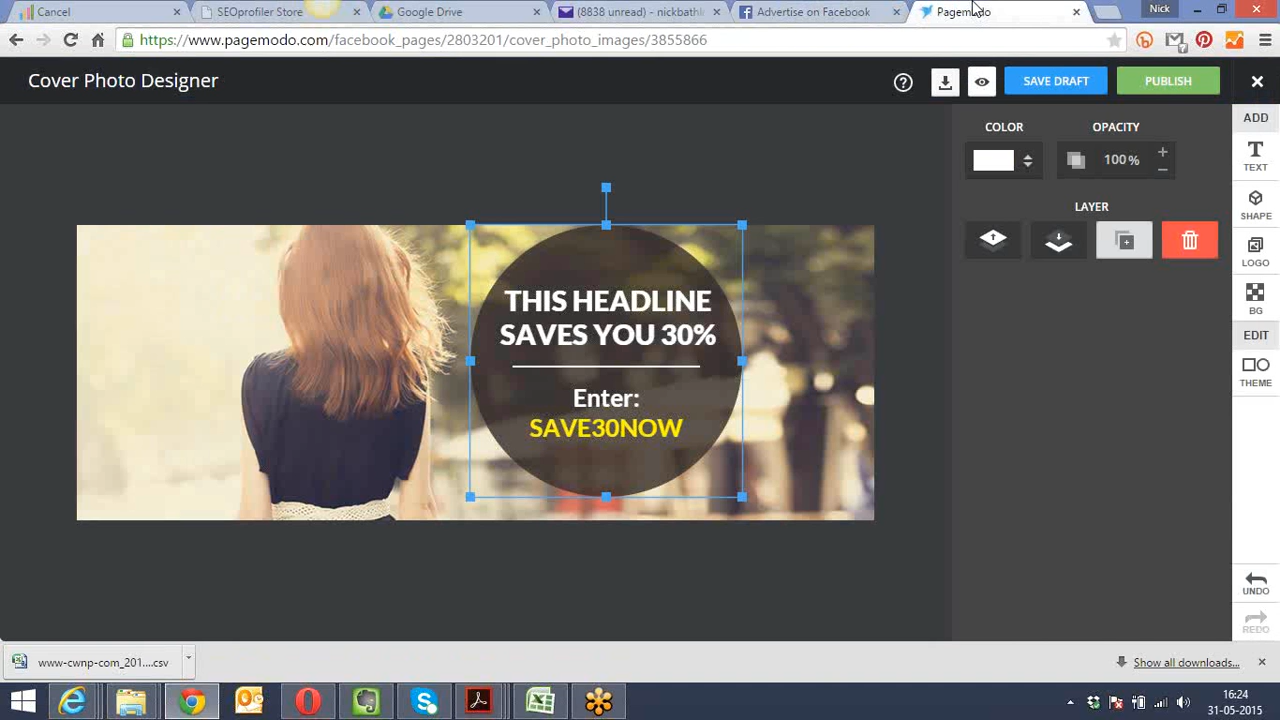 Cancel
SEOprofiler Store
Google Drive
(8838 unread) - nickbathl
Advertise on Facebook
Pagemodo
Nick
https://www.pagemodo.com/facebook_pages/2803201/cover_photo_images/3855866
Cover Photo Designer
SAVE DRAFT
PUBLISH
COLOR
OPACITY
100%
LAYER
ADD
TEXT
SHAPE
LOGO
BG
EDIT
THEME
UNDO
REDO
THIS HEADLINE
SAVES YOU 30%
Enter:
SAVE30NOW
www-cwnp-com_201....csv
Show all downloads...
16:24
31-05-2015